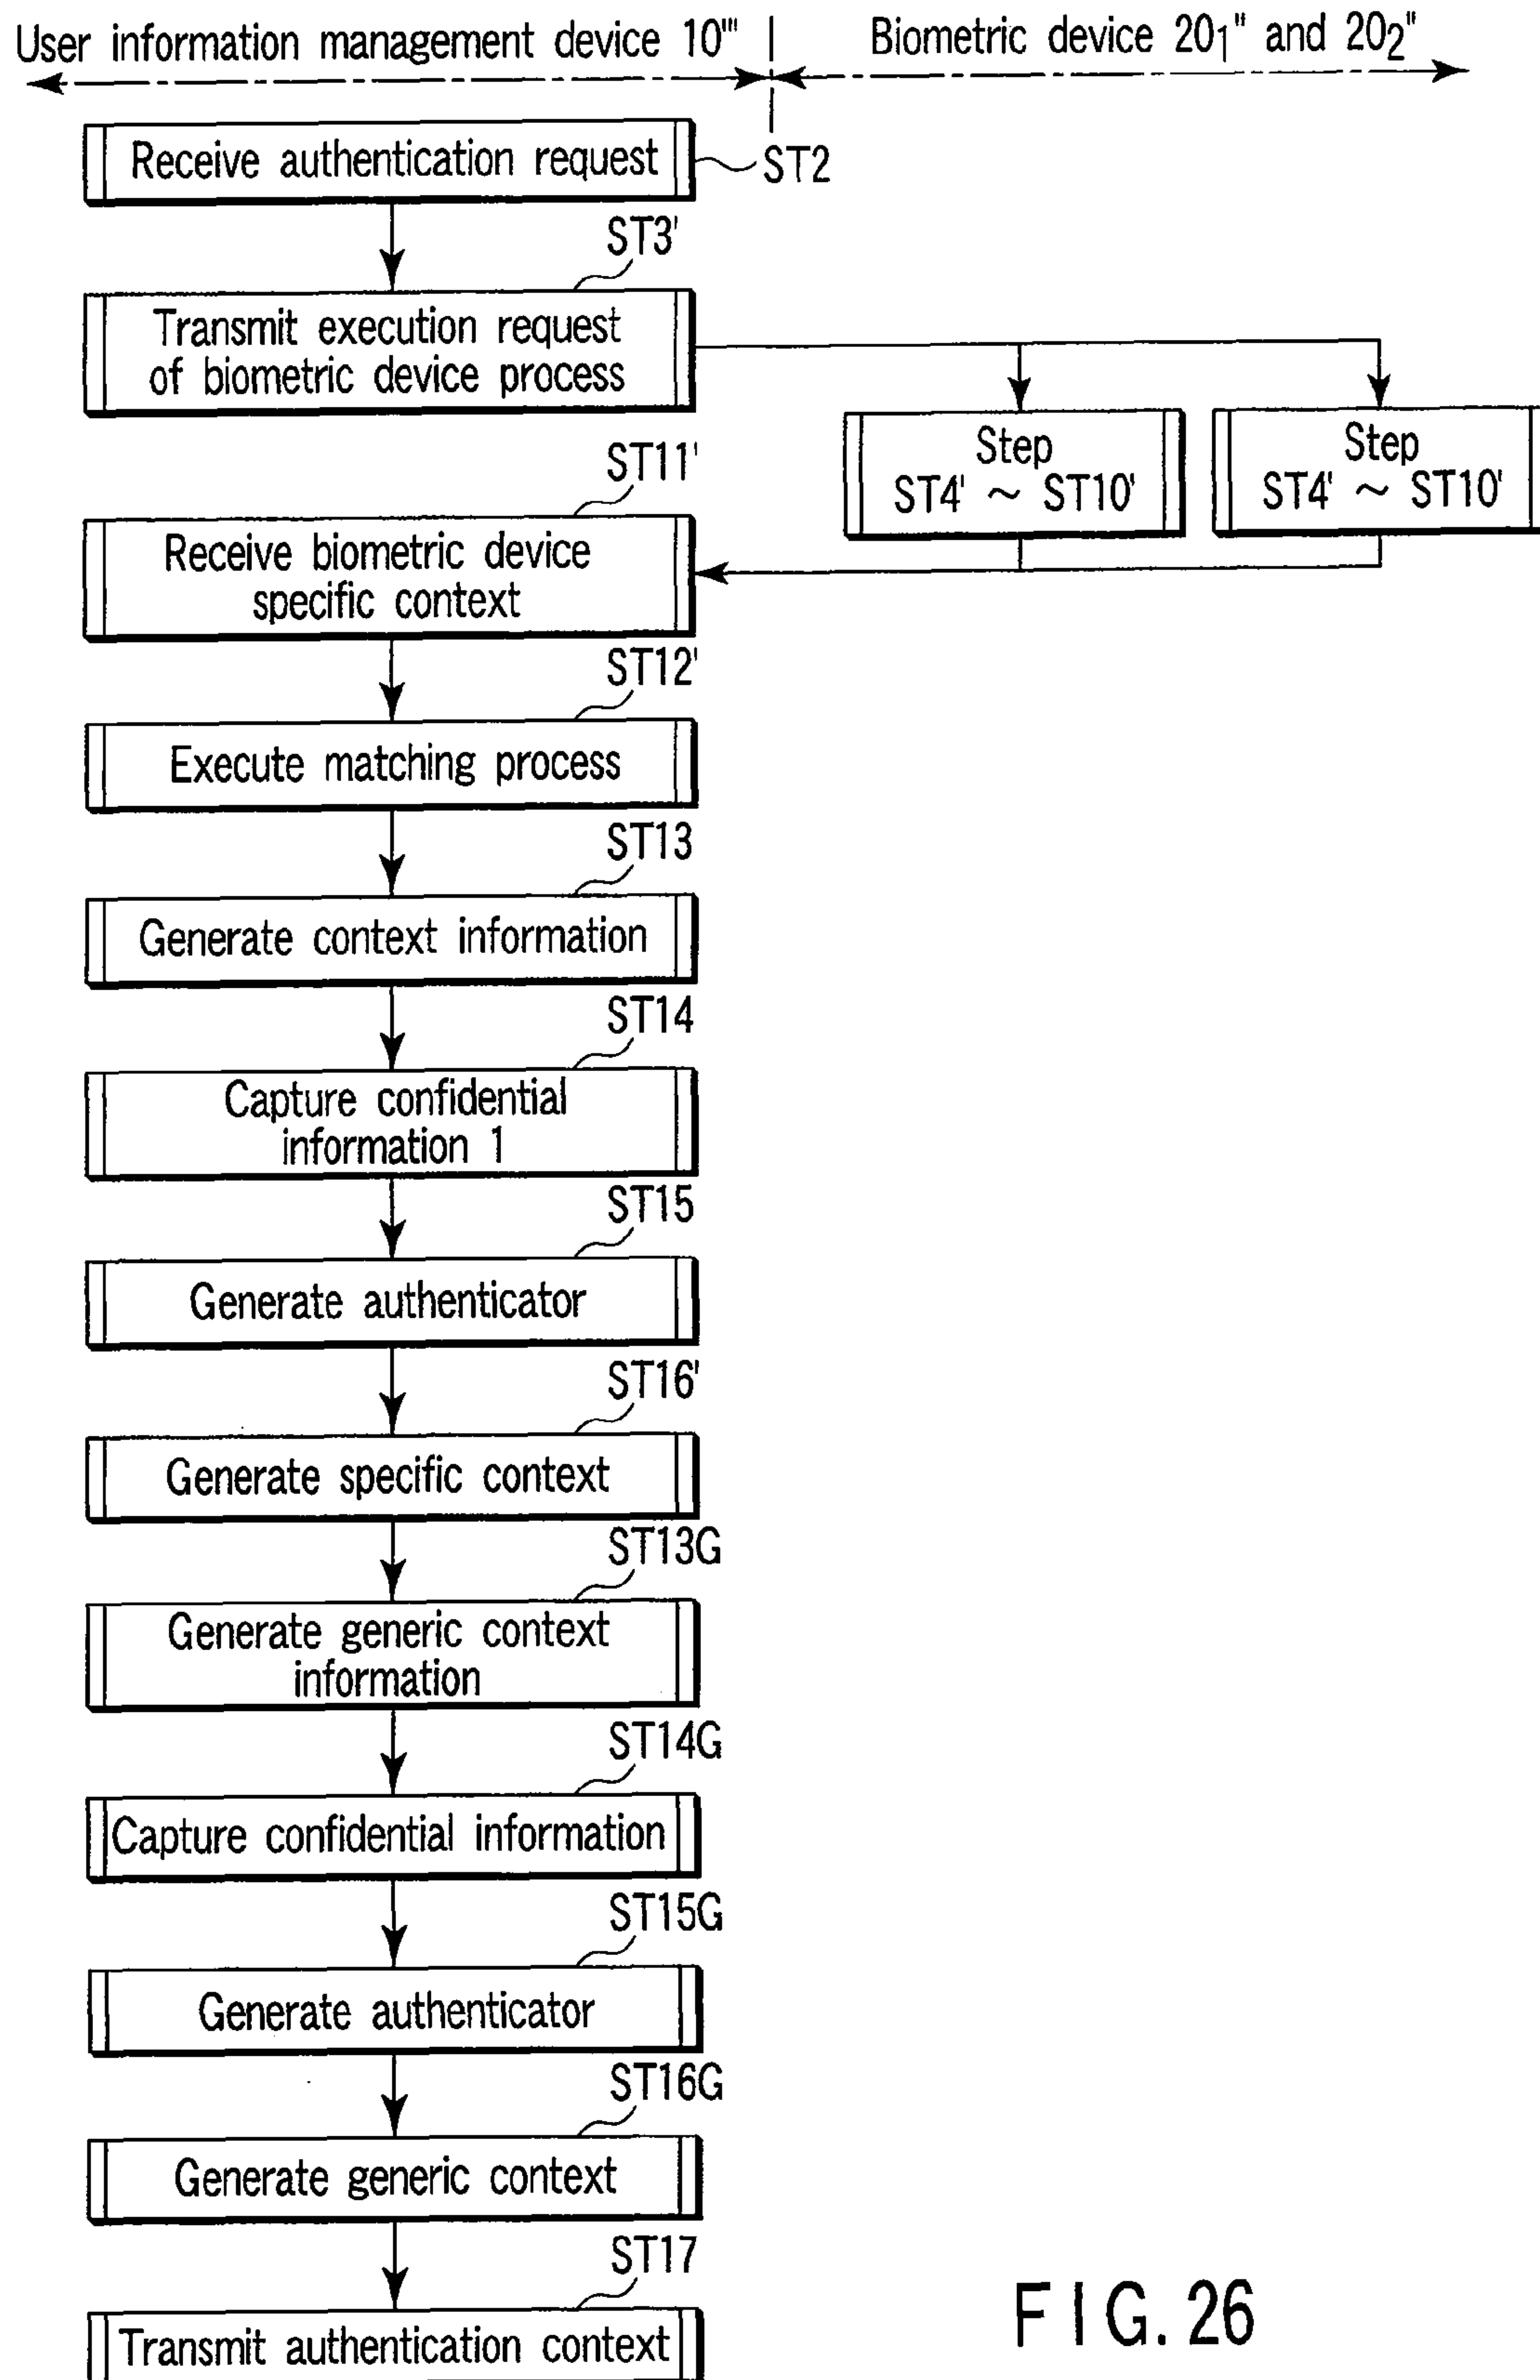 User information management device 10'''
Biometric device 20₁'' and 20₂''
Receive authentication request
ST2
ST3'
Transmit execution request
of biometric device process
Step
ST4' ~ ST10'
Step
ST4' ~ ST10'
ST11'
Receive biometric device
specific context
ST12'
Execute matching process
ST13
Generate context information
ST14
Capture confidential
information 1
ST15
Generate authenticator
ST16'
Generate specific context
ST13G
Generate generic context
information
ST14G
Capture confidential information
ST15G
Generate authenticator
ST16G
Generate generic context
ST17
Transmit authentication context
FIG. 26